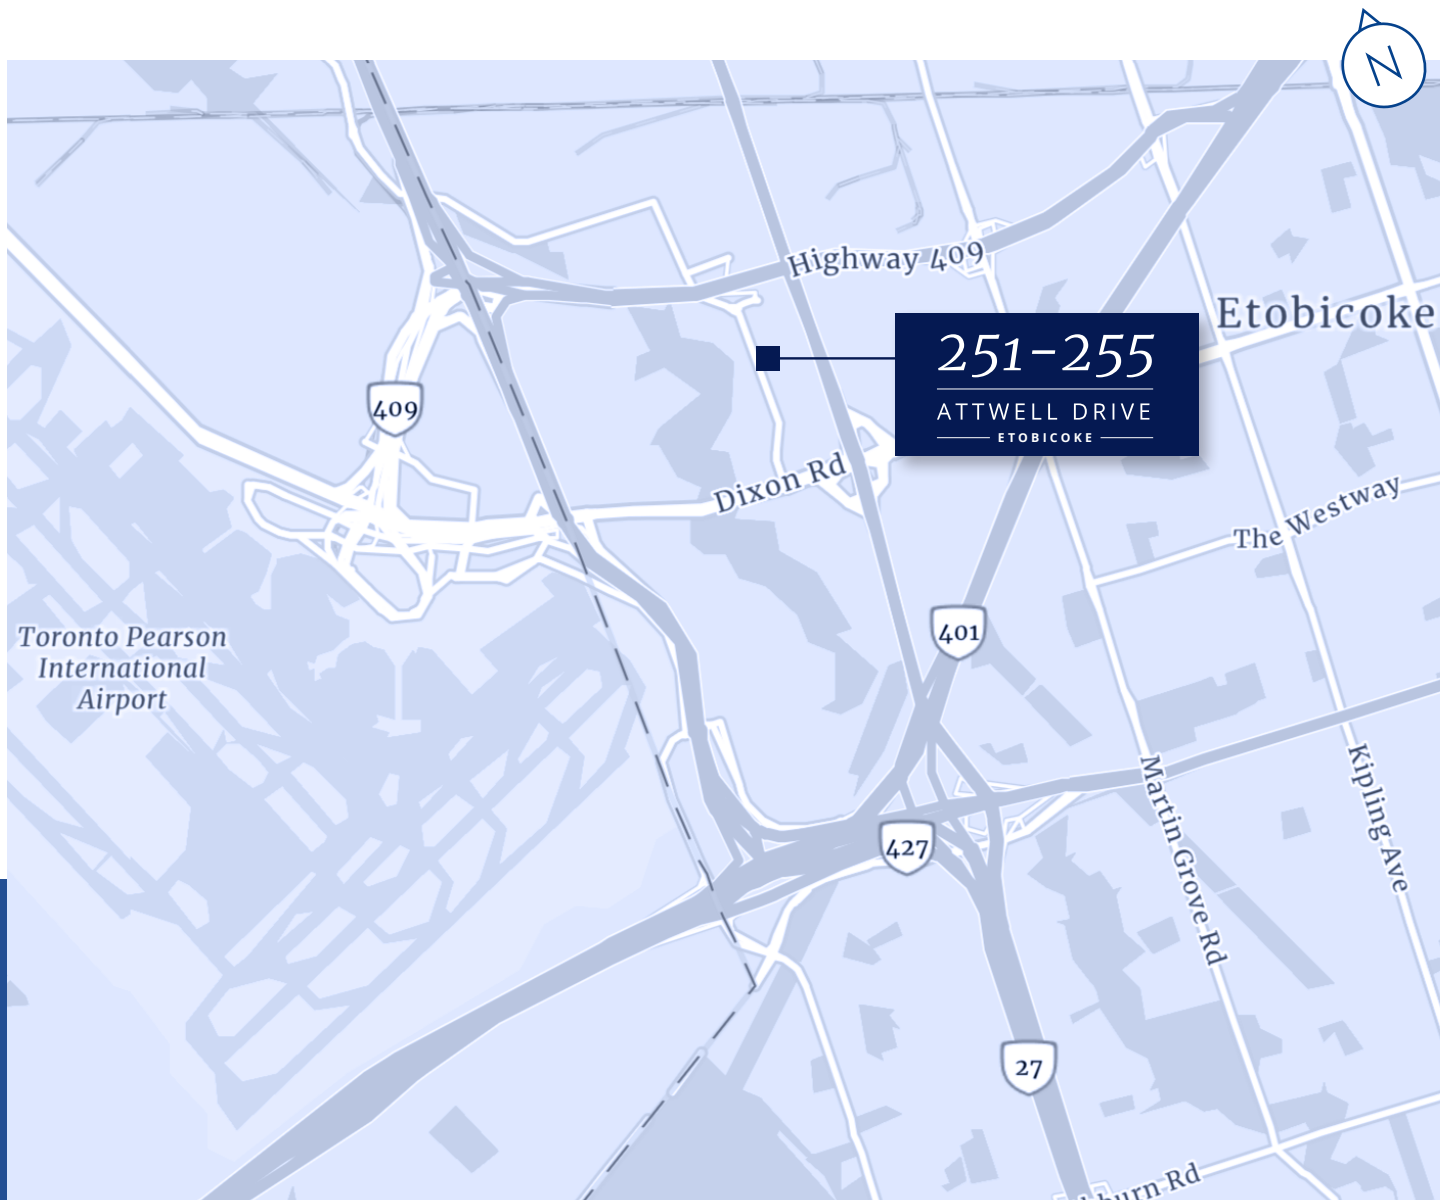 N
Highway 409
Etobicoke
251-255
ATTWELL DRIVE
ETOBICOKE
409
Dixon Rd
The Westway
401
Toronto Pearson
International
Airport
427
Martin Grove Rd
Kipling Ave
27
Rd